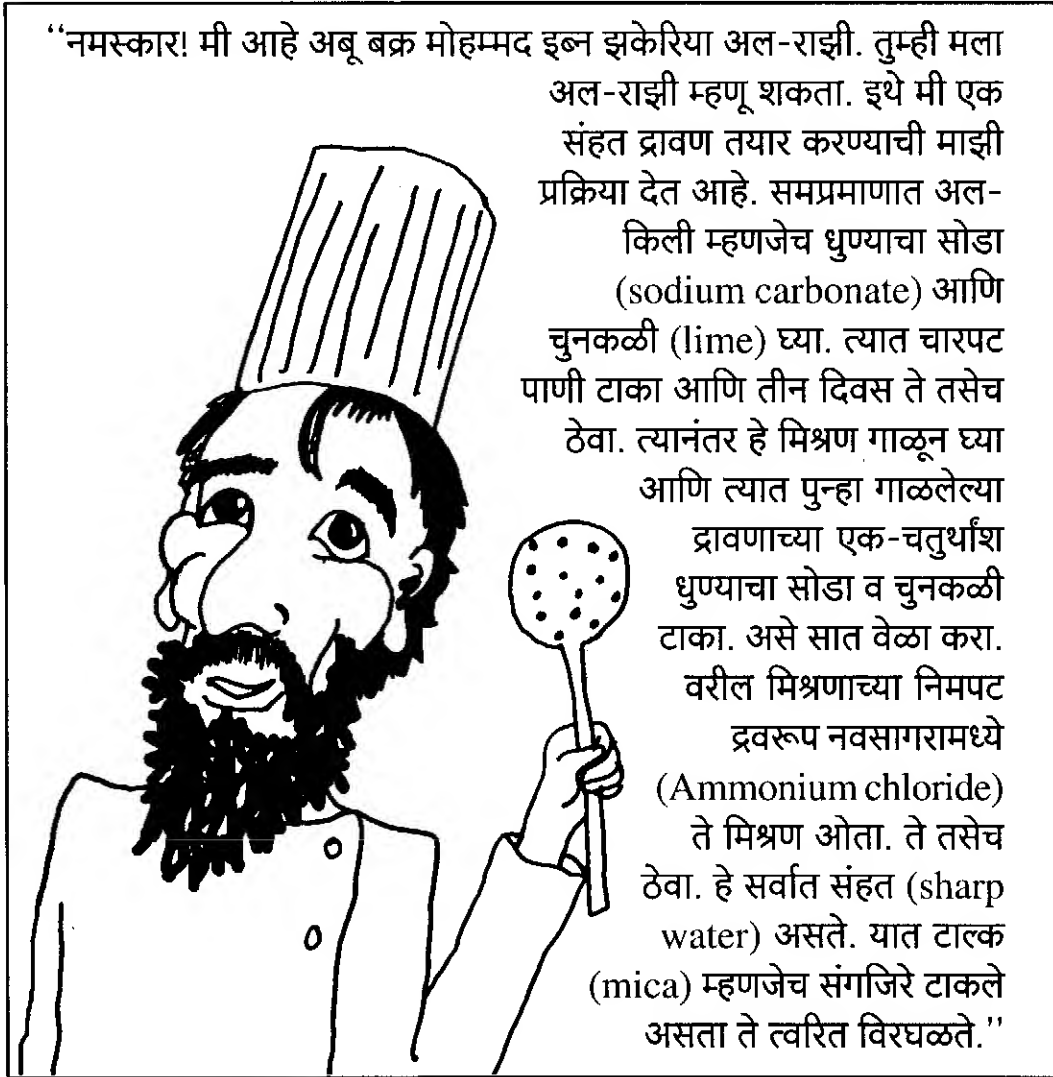 ‘‘नमस्कार! मी आहे अबू बक्र मोहम्मद इब्न झकेरिया अल-राझी. तुम्ही मला
अल-राझी म्हणू शकता. इथे मी एक
संहत द्रावण तयार करण्याची माझी
प्रक्रिया देत आहे. समप्रमाणात अल-
किली म्हणजेच धुण्याचा सोडा
(sodium carbonate) आणि
चुनकळी (lime) घ्या. त्यात चारपट
पाणी टाका आणि तीन दिवस ते तसेच
ठेवा. त्यानंतर हे मिश्रण गाळून घ्या
आणि त्यात पुन्हा गाळलेल्या
द्रावणाच्या एक-चतुर्थांश
धुण्याचा सोडा व चुनकळी
टाका. असे सात वेळा करा.
वरील मिश्रणाच्या निमपट
द्रवरूप नवसागरामध्ये
(Ammonium chloride)
ते मिश्रण ओता. ते तसेच
ठेवा. हे सर्वात संहत (sharp
water) असते. यात टाल्क
(mica) म्हणजेच संगजिरे टाकले
असता ते त्वरित विरघळते.’’